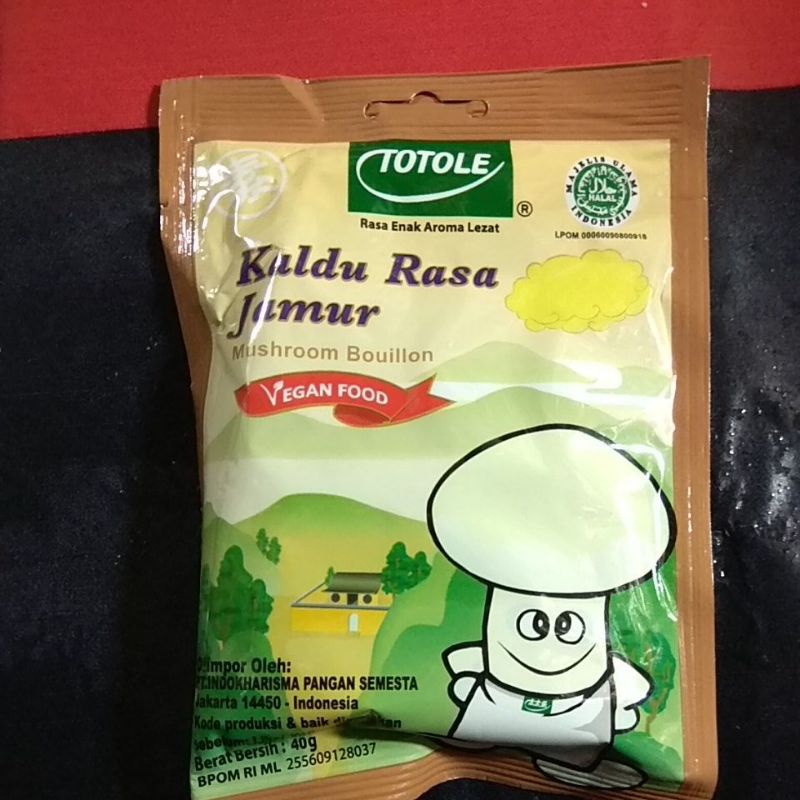 TOTOLE
®
Rasa Enak Aroma Lezat
MAJELIS ULAMA INDONESIA
HALAL
LPOM 00060090800918
Kaldu Rasa
Jamur
Mushroom Bouillon
VEGAN FOOD
Diimpor Oleh:
PT.INDOKHARISMA PANGAN SEMESTA
Jakarta 14450 - Indonesia
Kode produksi & baik digunakan
Berat Bersih : 40g
BPOM RI ML 255609128037